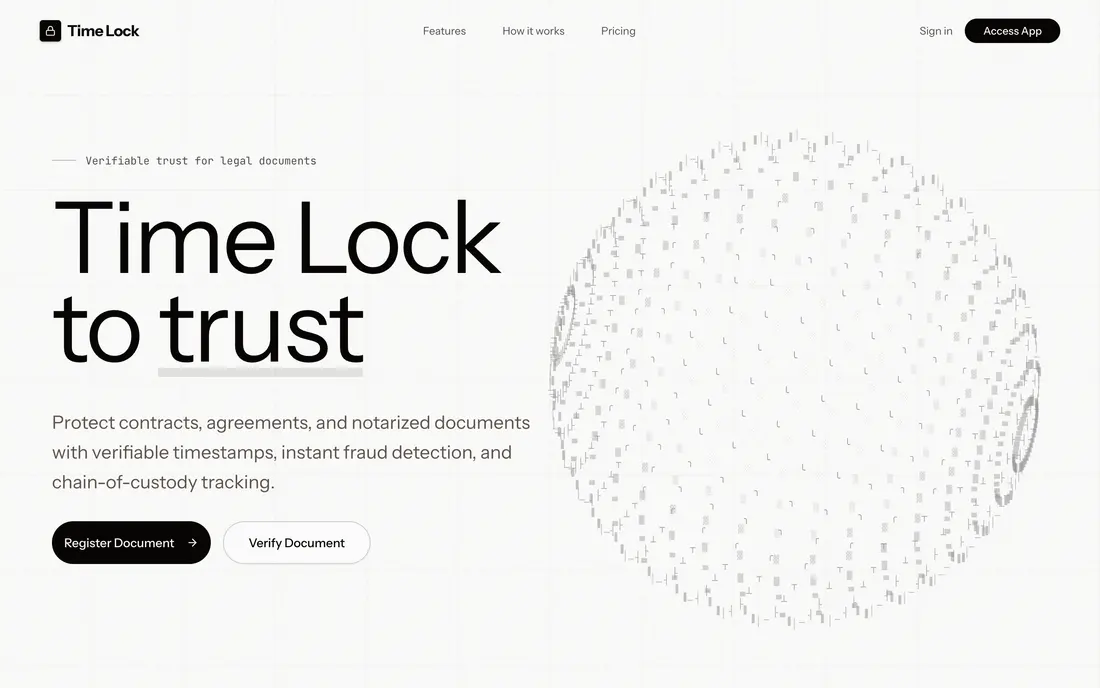 Time Lock
Features
How it works
Pricing
Sign in
Access App
Verifiable trust for legal documents
Time Lock
to trust
Protect contracts, agreements, and notarized documents
with verifiable timestamps, instant fraud detection, and
chain-of-custody tracking.
Register Document →
Verify Document